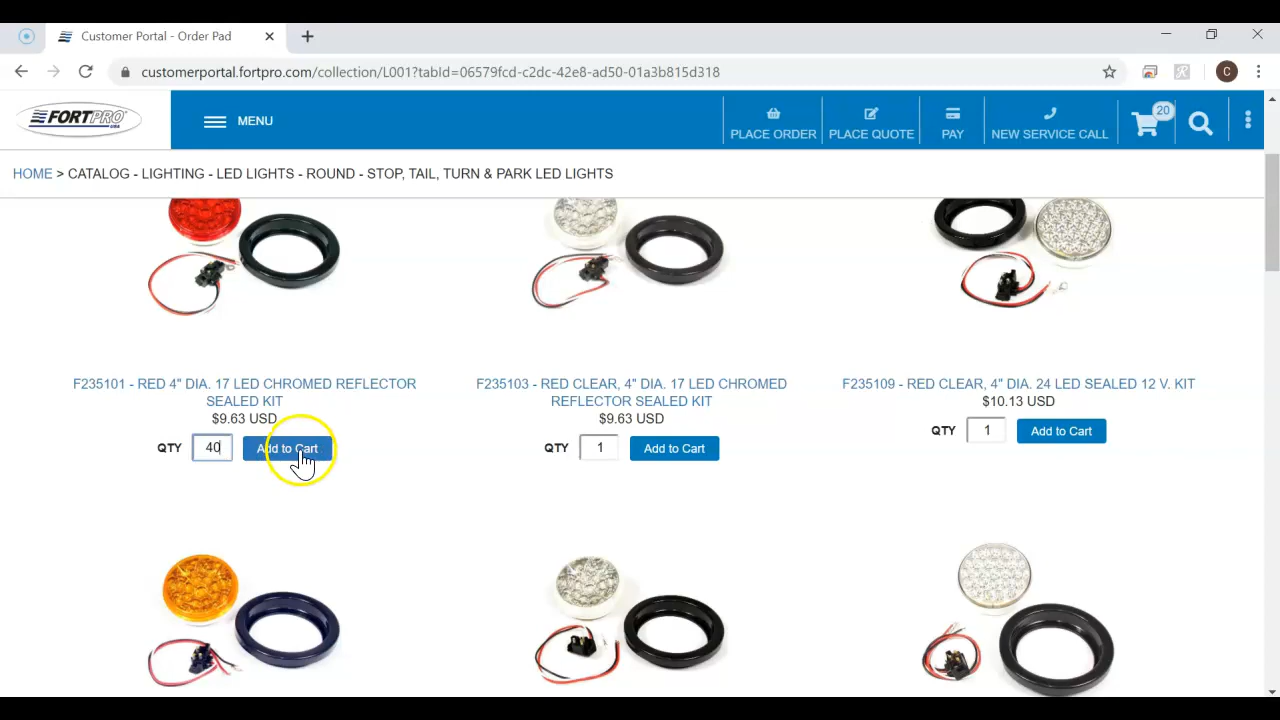 Customer Portal - Order Pad
customerportal.fortpro.com/collection/L001?tabId=06579fcd-c2dc-42e8-ad50-01a3b815d318
C
FORTPRO
USA
MENU
PLACE ORDER
PLACE QUOTE
PAY
NEW SERVICE CALL
20
HOME > CATALOG - LIGHTING - LED LIGHTS - ROUND - STOP, TAIL, TURN & PARK LED LIGHTS
F235101 - RED 4" DIA. 17 LED CHROMED REFLECTOR
SEALED KIT
$9.63 USD
QTY 40 Add to Cart
F235103 - RED CLEAR, 4" DIA. 17 LED CHROMED
REFLECTOR SEALED KIT
$9.63 USD
QTY 1 Add to Cart
F235109 - RED CLEAR, 4" DIA. 24 LED SEALED 12 V. KIT
$10.13 USD
QTY 1 Add to Cart